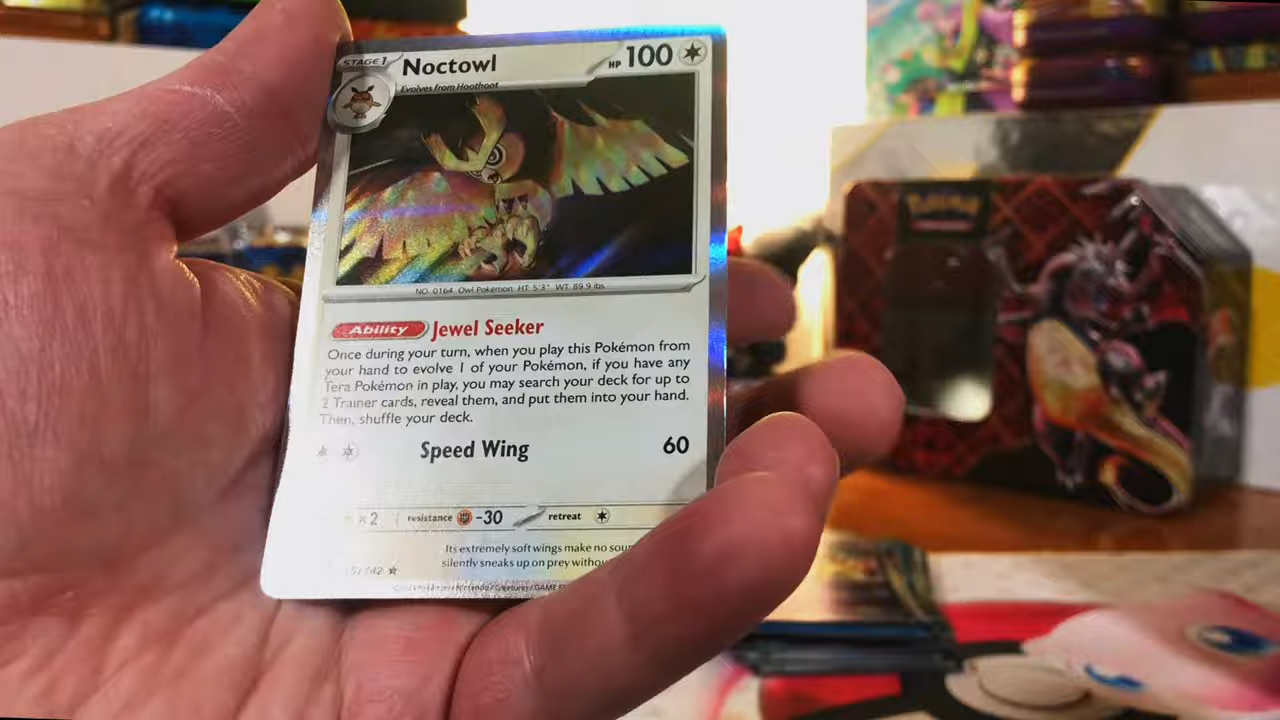 STAGE 1 Noctowl HP 100
Evolves from Hoothoot
NO. 0164 Owl Pokémon HT: 5'3" WT: 89.9 lbs.
Ability Jewel Seeker
Once during your turn, when you play this Pokémon from
your hand to evolve 1 of your Pokémon, if you have any
Tera Pokémon in play, you may search your deck for up to
2 Trainer cards, reveal them, and put them into your hand.
Then, shuffle your deck.
Speed Wing 60
×2 resistance -30 retreat
Its extremely soft wings make no
silently sneaks up on prey
Pokémon